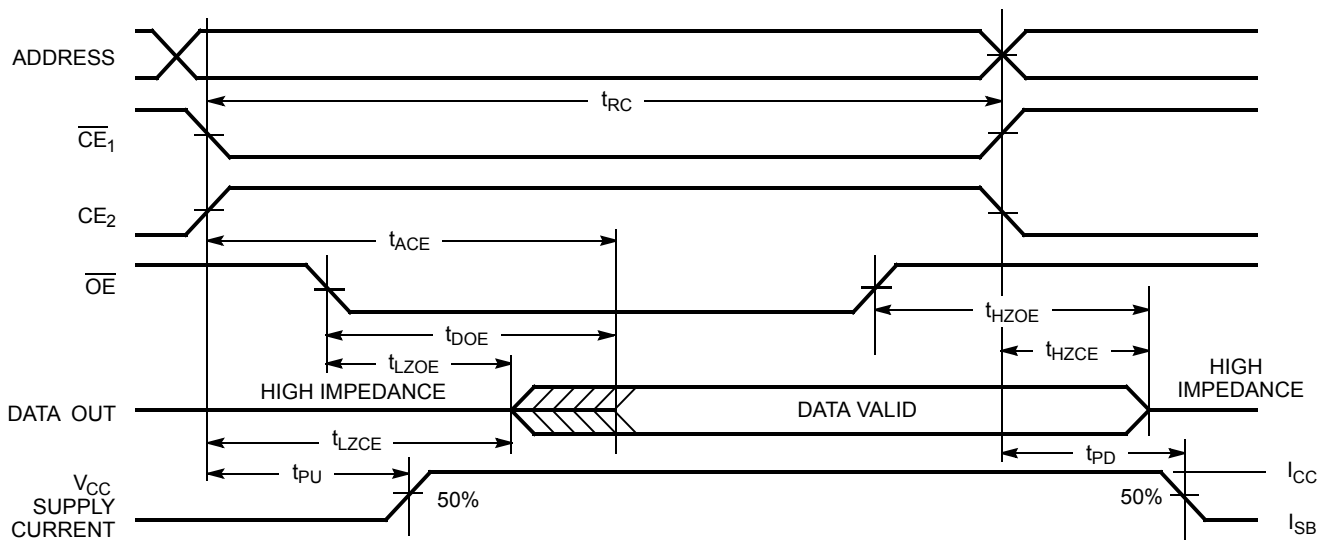 ADDRESS
tRC
CE1
CE2
tACE
OE
tHZOE
tDOE
tHZCE
tLZOE
HIGH IMPEDANCE
HIGH
IMPEDANCE
DATA OUT
DATA VALID
tLZCE
tPU
tPD
VCC
SUPPLY
CURRENT
50%
50%
ICC
ISB